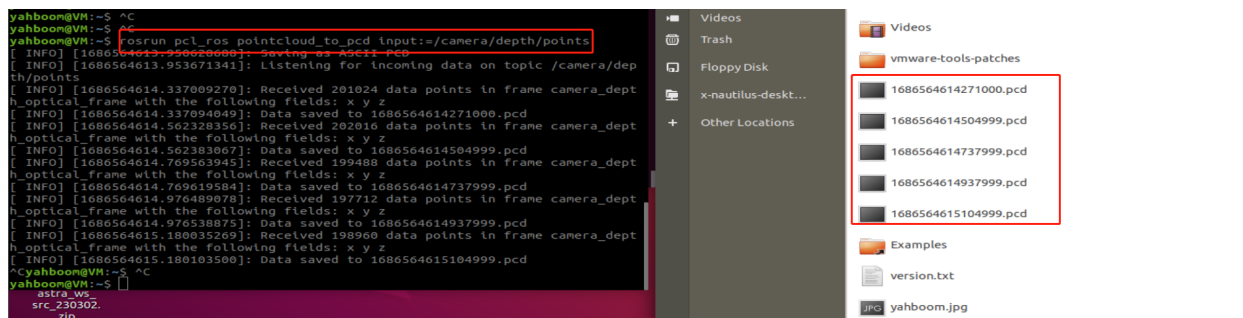 yahboom@VM:~$ ^C
yahboom@VM:~$ ^C
yahboom@VM:~$ rosrun pcl_ros pointcloud_to_pcd input:=/camera/depth/points
[ INFO] [1686564613.950628688]: Saving as ASCII PCD
[ INFO] [1686564613.953671341]: Listening for incoming data on topic /camera/dep
th/points
[ INFO] [1686564614.337009270]: Received 201024 data points in frame camera_dept
h_optical_frame with the following fields: x y z
[ INFO] [1686564614.337094049]: Data saved to 1686564614271000.pcd
[ INFO] [1686564614.562328356]: Received 202016 data points in frame camera_dept
h_optical_frame with the following fields: x y z
[ INFO] [1686564614.562383067]: Data saved to 1686564614504999.pcd
[ INFO] [1686564614.769563945]: Received 199488 data points in frame camera_dept
h_optical_frame with the following fields: x y z
[ INFO] [1686564614.769619584]: Data saved to 1686564614737999.pcd
[ INFO] [1686564614.976489078]: Received 197712 data points in frame camera_dept
h_optical_frame with the following fields: x y z
[ INFO] [1686564614.976538875]: Data saved to 1686564614937999.pcd
[ INFO] [1686564615.180035269]: Received 198960 data points in frame camera_dept
h_optical_frame with the following fields: x y z
[ INFO] [1686564615.180103500]: Data saved to 1686564615104999.pcd
^Cyahboom@VM:~$ ^C
yahboom@VM:~$
astra_ws_
src_230302.
zip
Videos
Trash
Floppy Disk
x-nautilus-deskt...
+ Other Locations
Videos
vmware-tools-patches
1686564614271000.pcd
1686564614504999.pcd
1686564614737999.pcd
1686564614937999.pcd
1686564615104999.pcd
Examples
version.txt
JPG yahboom.jpg